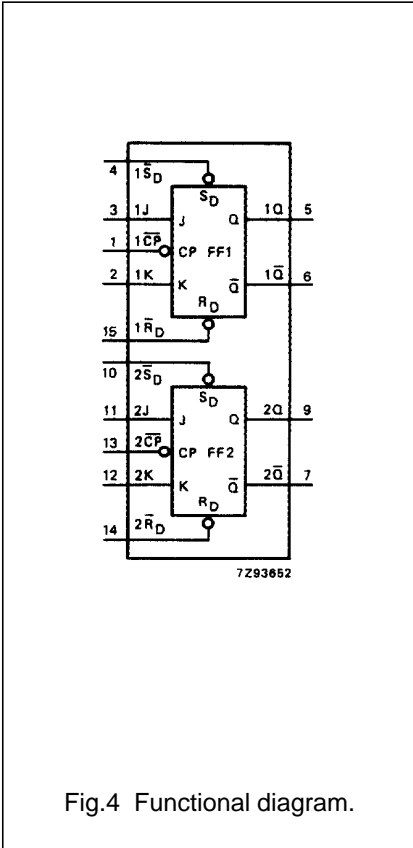 4 1S̅D
SD
3 1J J Q 1Q 5
1 1C̅P̅ CP FF1
2 1K K Q̅ 1Q̅ 6
RD
15 1R̅D
10 2S̅D
SD
11 2J J Q 2Q 9
13 2C̅P̅ CP FF2
12 2K K Q̅ 2Q̅ 7
RD
14 2R̅D
7Z93652
Fig.4 Functional diagram.